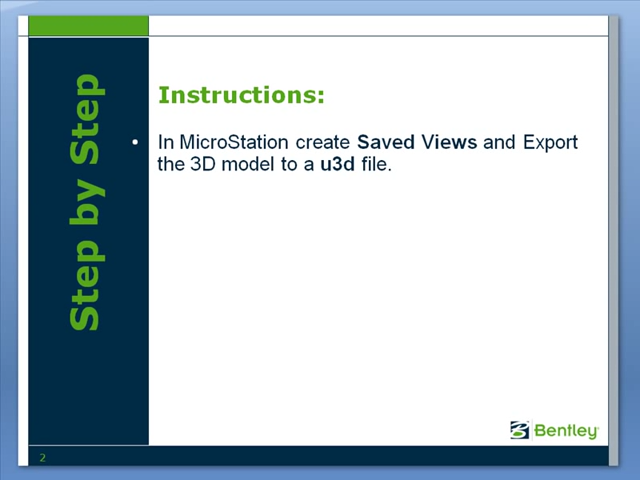 Step by Step
Instructions:
• In MicroStation create Saved Views and Export
the 3D model to a u3d file.
Bentley
2